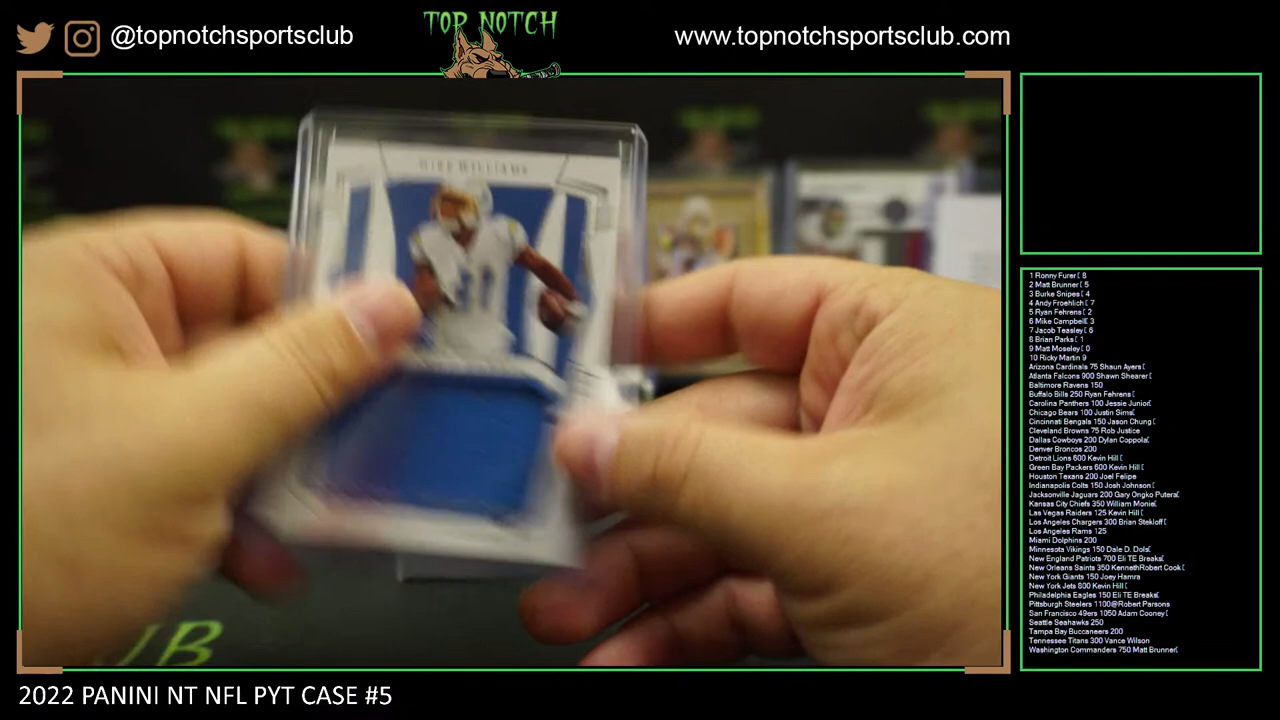 @topnotchsportsclub
TOP NOTCH
www.topnotchsportsclub.com
MIKE WILLIAMS
1 Ronny Furer[ 8
2 Matt Brunner[ 5
3 Burke Snipes[ 4
4 Andy Froehlich[ 7
5 Ryan Fehrens[ 2
6 Mike Campbell[ 3
7 Jacob Teasley[ 6
8 Brian Parks[ 1
9 Matt Moseley[ 0
10 Ricky Martin 9
Arizona Cardinals 75 Shaun Ayers[
Atlanta Falcons 900 Shawn Shearer[
Baltimore Ravens 150
Buffalo Bills 250 Ryan Fehrens[
Carolina Panthers 100 Jessie Junior[
Chicago Bears 100 Justin Sims[
Cincinnati Bengals 150 Jason Chung[
Cleveland Browns 75 Rob Justice
Dallas Cowboys 200 Dylan Coppola[
Denver Broncos 200
Detroit Lions 600 Kevin Hill[
Green Bay Packers 600 Kevin Hill[
Houston Texans 200 Joel Felipe
Indianapolis Colts 150 Josh Johnson[
Jacksonville Jaguars 200 Gary Ongko Putera[
Kansas City Chiefs 350 William Monie[
Las Vegas Raiders 125 Kevin Hill[
Los Angeles Chargers 300 Brian Stekloff[
Los Angeles Rams 125
Miami Dolphins 200
Minnesota Vikings 150 Dale D. Dols[
New England Patriots 700 Eli TE Breaks[
New Orleans Saints 350 KennethRobert Cook[
New York Giants 150 Joey Hamra
New York Jets 800 Kevin Hill[
Philadelphia Eagles 150 Eli TE Breaks[
Pittsburgh Steelers 1100@Robert Parsons
San Francisco 49ers 1050 Adam Cooney[
Seattle Seahawks 250
Tampa Bay Buccaneers 200
Tennessee Titans 300 Vance Wilson
Washington Commanders 750 Matt Brunner[
UB
2022 PANINI NT NFL PYT CASE #5